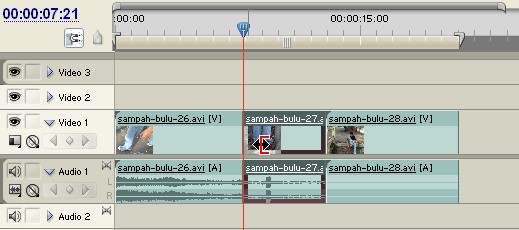 00:00:07:21
:00:00
00:00:15:00
Video 3
Video 2
Video 1
sampah-bulu-26.avi [V]
sampah-bulu-27.a
sampah-bulu-28.avi [V]
Audio 1
sampah-bulu-26.avi [A]
sampah-bulu-27.a
sampah-bulu-28.avi [A]
L
R
Audio 2